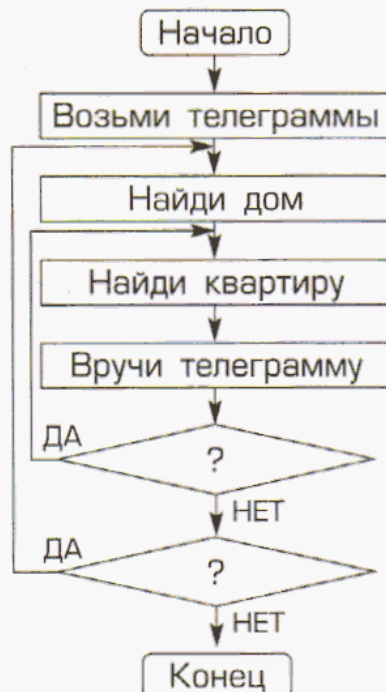 Начало
Возьми телеграммы
Найди дом
Найди квартиру
Вручи телеграмму
ДА
?
НЕТ
ДА
?
НЕТ
Конец